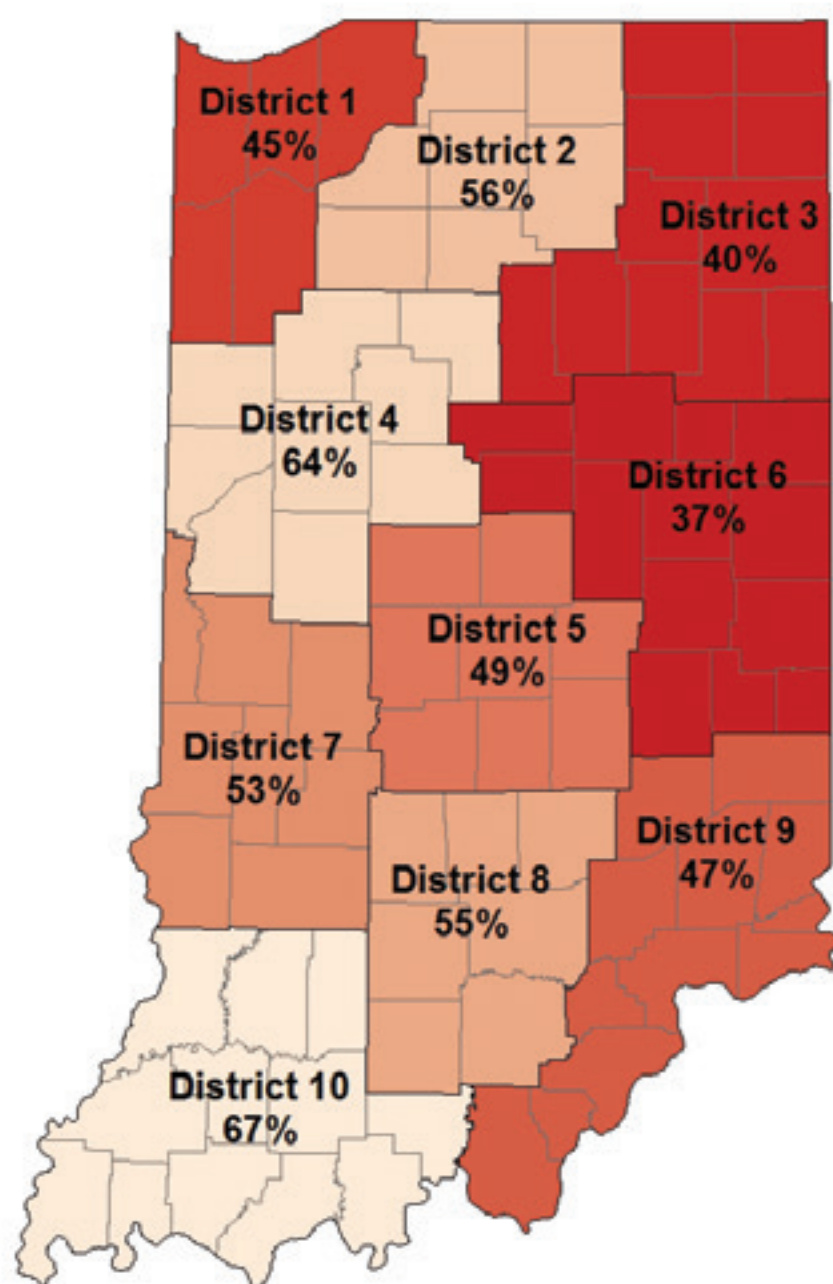 District 1
45%
District 2
56%
District 3
40%
District 4
64%
District 6
37%
District 5
49%
District 7
53%
District 9
47%
District 8
55%
District 10
67%